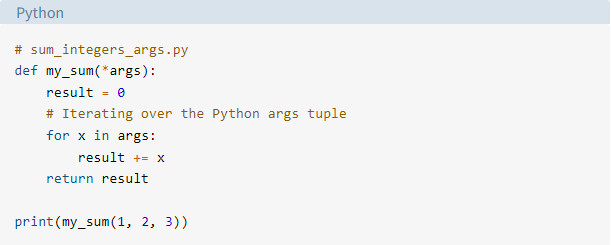 Python
# sum_integers_args.py
def my_sum(*args):
    result = 0
    # Iterating over the Python args tuple
    for x in args:
        result += x
    return result

print(my_sum(1, 2, 3))